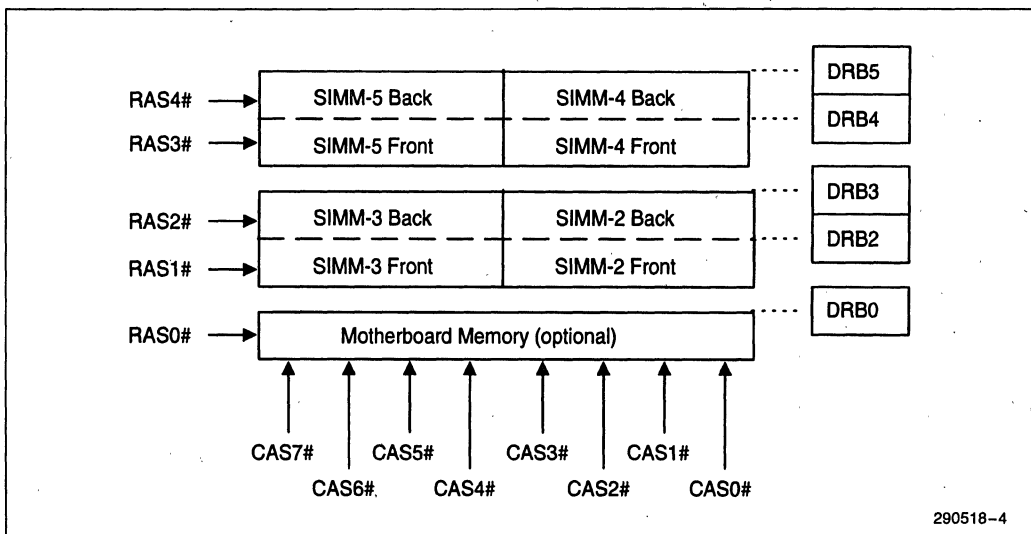 DRB5
RAS4# SIMM-5 Back SIMM-4 Back
DRB4
RAS3# SIMM-5 Front SIMM-4 Front
DRB3
RAS2# SIMM-3 Back SIMM-2 Back
DRB2
RAS1# SIMM-3 Front SIMM-2 Front
DRB0
RAS0# Motherboard Memory (optional)
CAS7# CAS5# CAS3# CAS1#
CAS6# CAS4# CAS2# CAS0#
290518-4